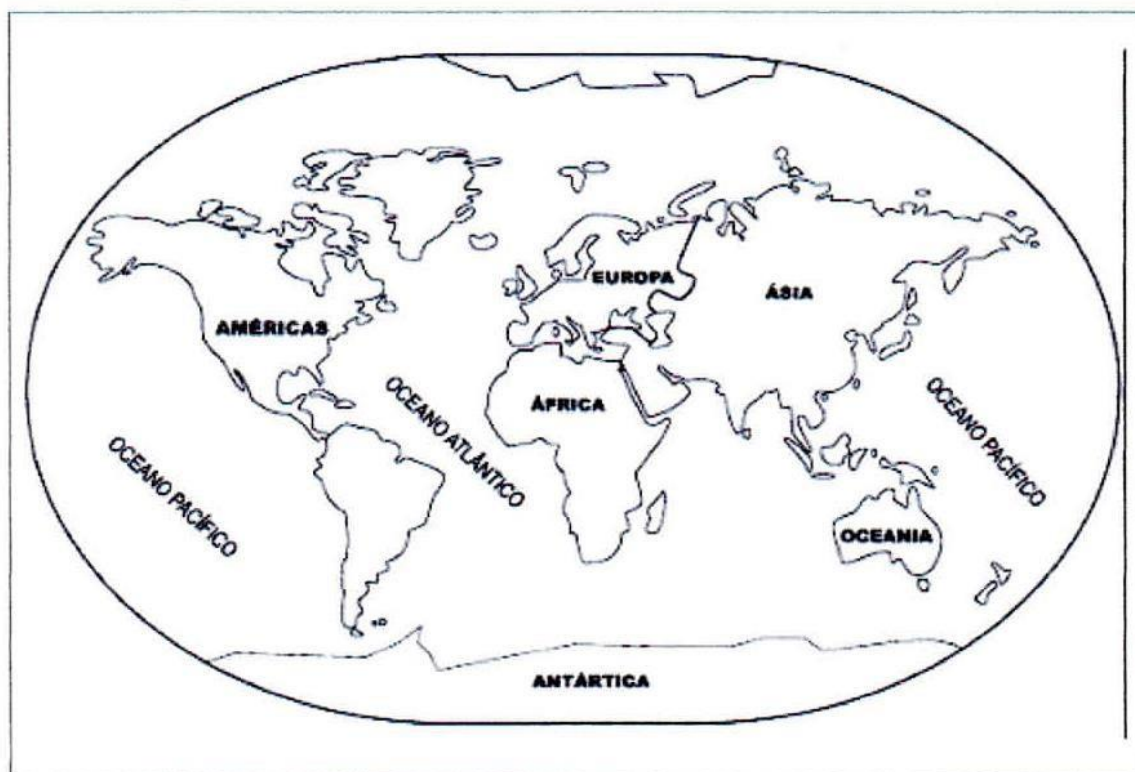 EUROPA
ÁSIA
AMÉRICAS
ÁFRICA
OCEANO ATLÂNTICO
OCEANO PACÍFICO
OCEANO PACÍFICO
OCEANIA
ANTÁRTICA